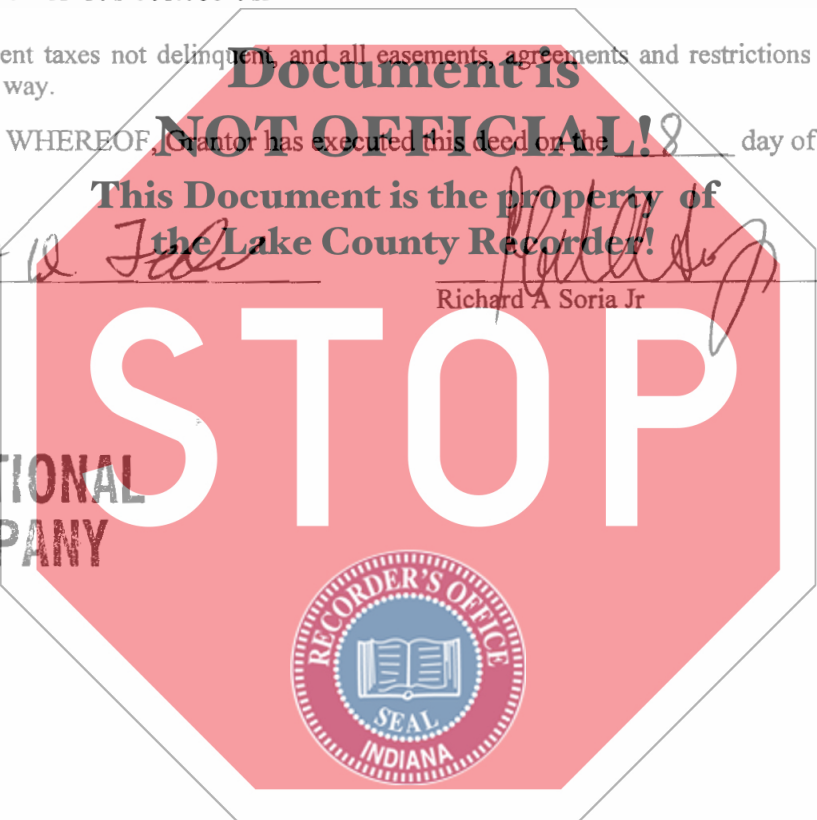 ent taxes not delinquent, and all easements, agreements and restrictions
way.
Document is
NOT OFFICIAL!
WHEREOF, Grantor has executed this deed on the 8 day of
This Document is the property of
the Lake County Recorder!
Richard A Soria Jr
STOP
TIONAL
PANY
RECORDER'S OFFICE
SEAL
INDIANA